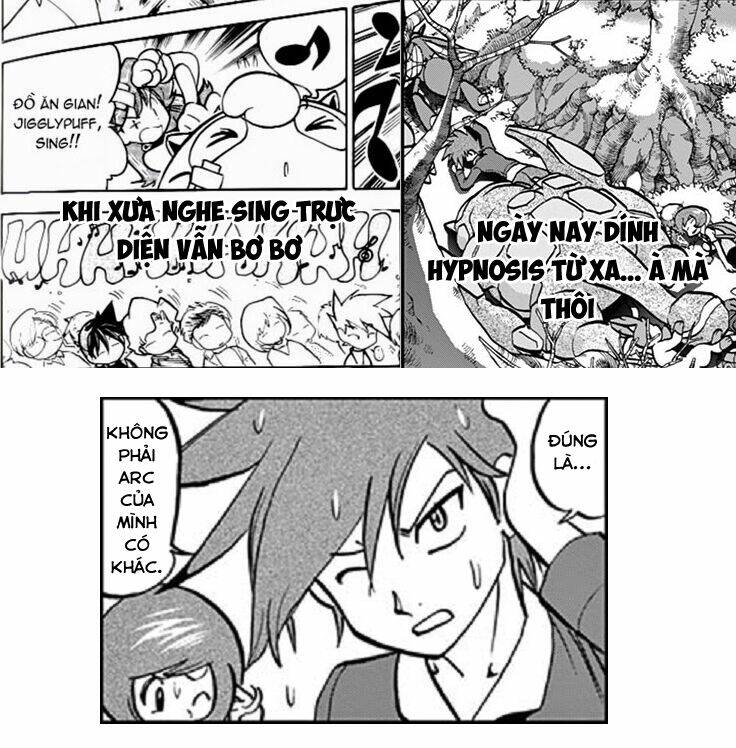 ĐỒ ĂN GIAN!
JIGGLYPUFF,
SING!!
KHI XƯA NGHE SING TRỰC
DIỆN VẪN BƠ BƠ
NGÀY NAY DÍNH
HYPNOSIS TỪ XA... À MÀ
THÔI
ĐÚNG
LÀ...
KHÔNG
PHẢI
ARC
CỦA
MÌNH
CÓ
KHÁC.